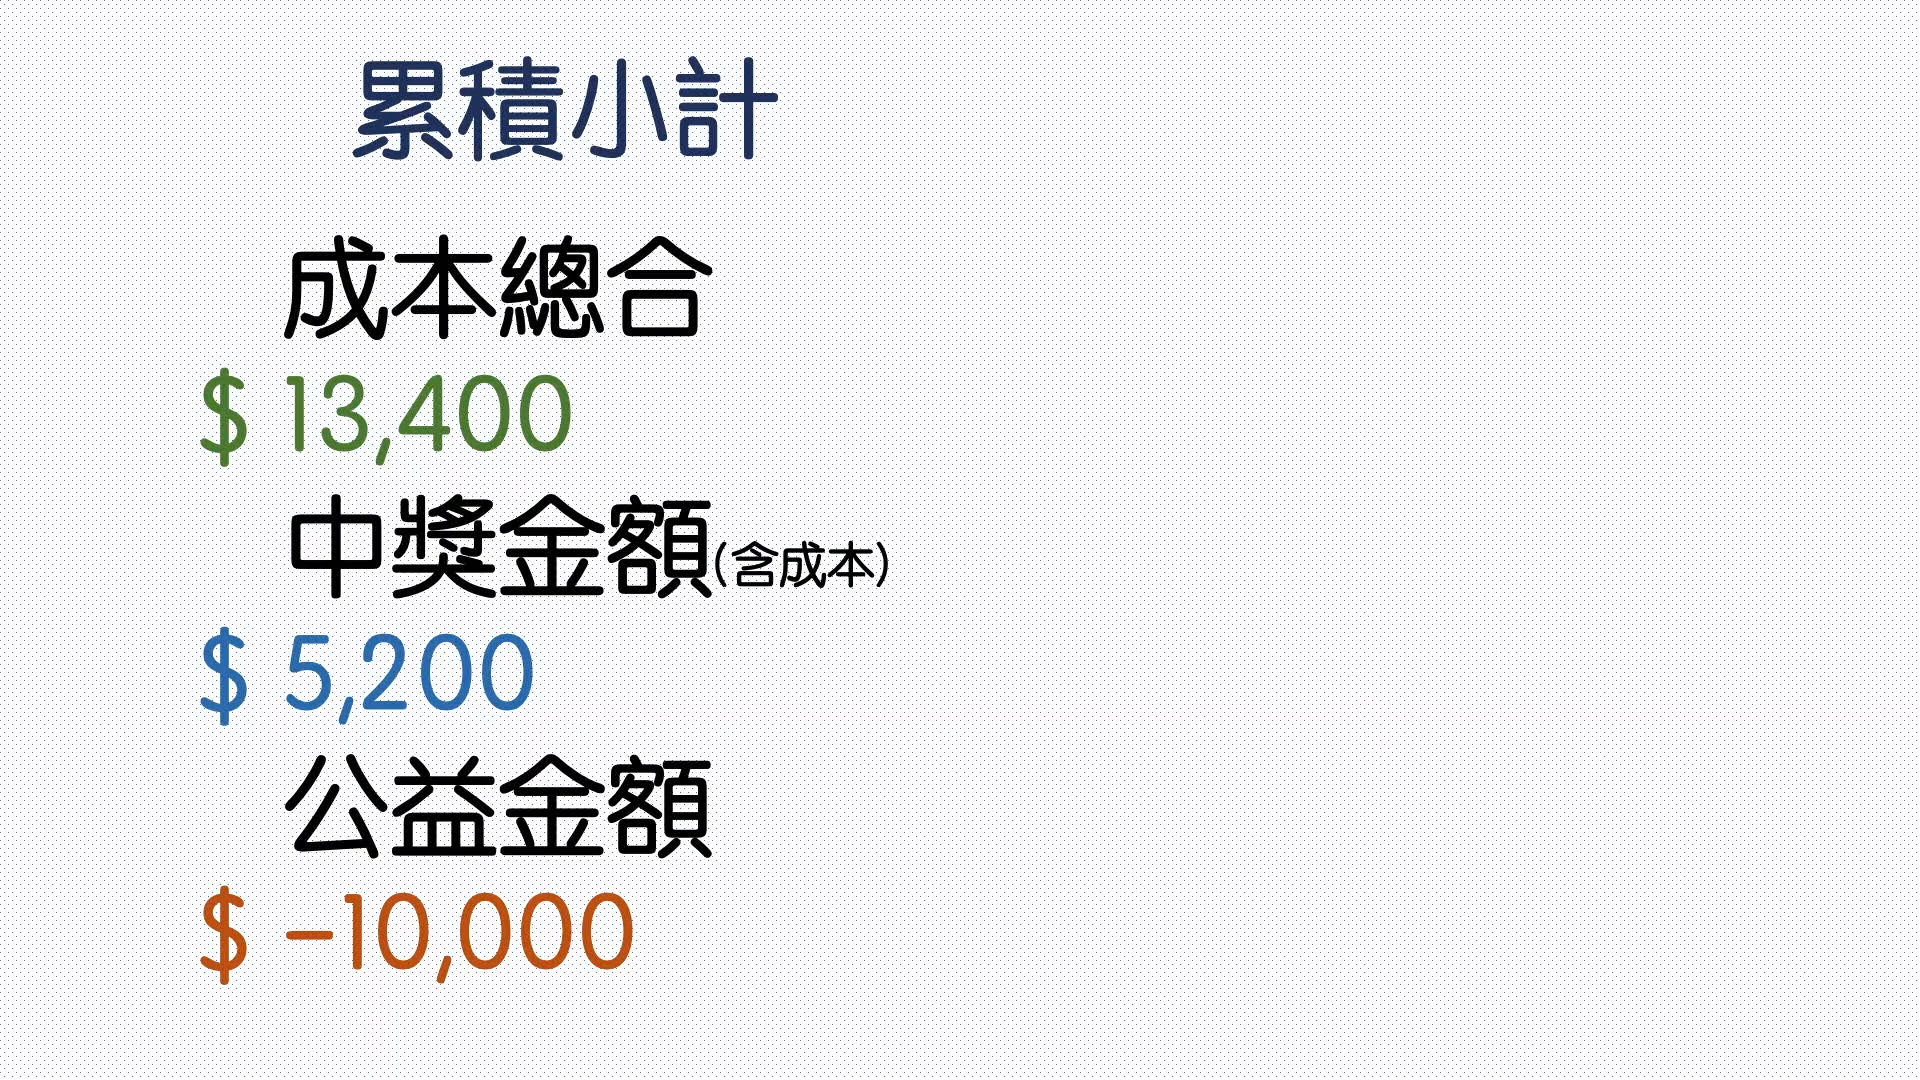 累積小計
成本總合
$ 13,400
中獎金額(含成本)
$ 5,200
公益金額
$ -10,000